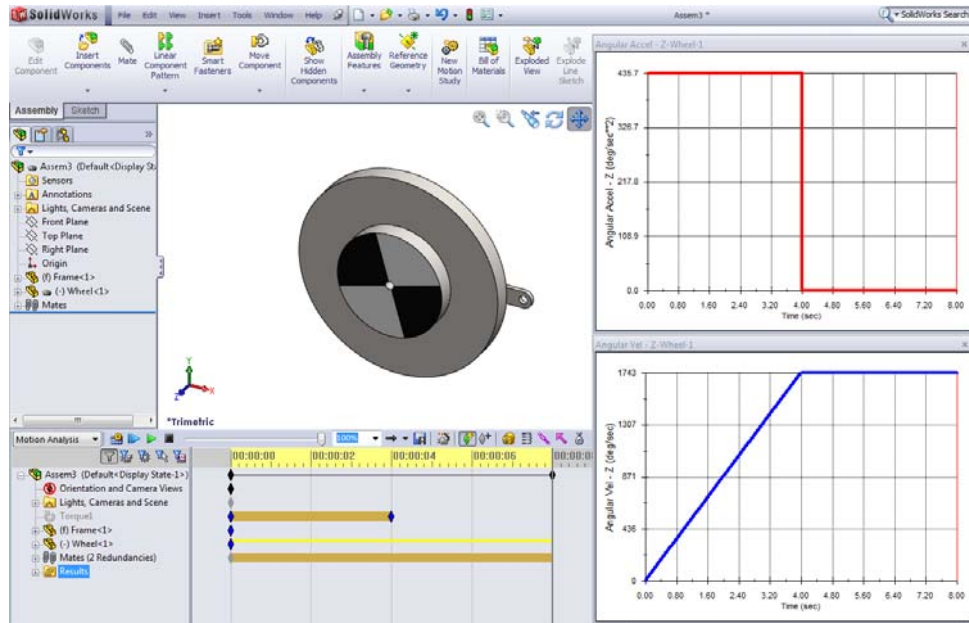 SolidWorks File Edit View Insert Tools Window Help Assem3 * SolidWorks Search
Edit Component
Insert Components
Mate
Linear Component Pattern
Smart Fasteners
Move Component
Show Hidden Components
Assembly Features
Reference Geometry
New Motion Study
Bill of Materials
Exploded View
Explode Line Sketch
Assembly Sketch
Assem3 (Default<Display St
Sensors
Annotations
Lights, Cameras and Scene
Front Plane
Top Plane
Right Plane
Origin
(f) Frame<1>
(-) Wheel<1>
Mates
Y
X
Z
*Trimetric
Angular Accel - Z-Wheel-1
Angular Accel - Z (deg/sec**2)
435.7
326.7
217.8
108.9
0.0
0.00 0.80 1.60 2.40 3.20 4.00 4.80 5.60 6.40 7.20 8.00
Time (sec)
Angular Vel - Z-Wheel-1
Angular Vel - Z (deg/sec)
1743
1307
871
436
0
0.00 0.80 1.60 2.40 3.20 4.00 4.80 5.60 6.40 7.20 8.00
Time (sec)
Motion Analysis 100%
00:00:00 00:00:02 00:00:04 00:00:06 00:00:0
Assem3 (Default<Display State-1>)
Orientation and Camera Views
Lights, Cameras and Scene
Torque1
(f) Frame<1>
(-) Wheel<1>
Mates (2 Redundancies)
Results